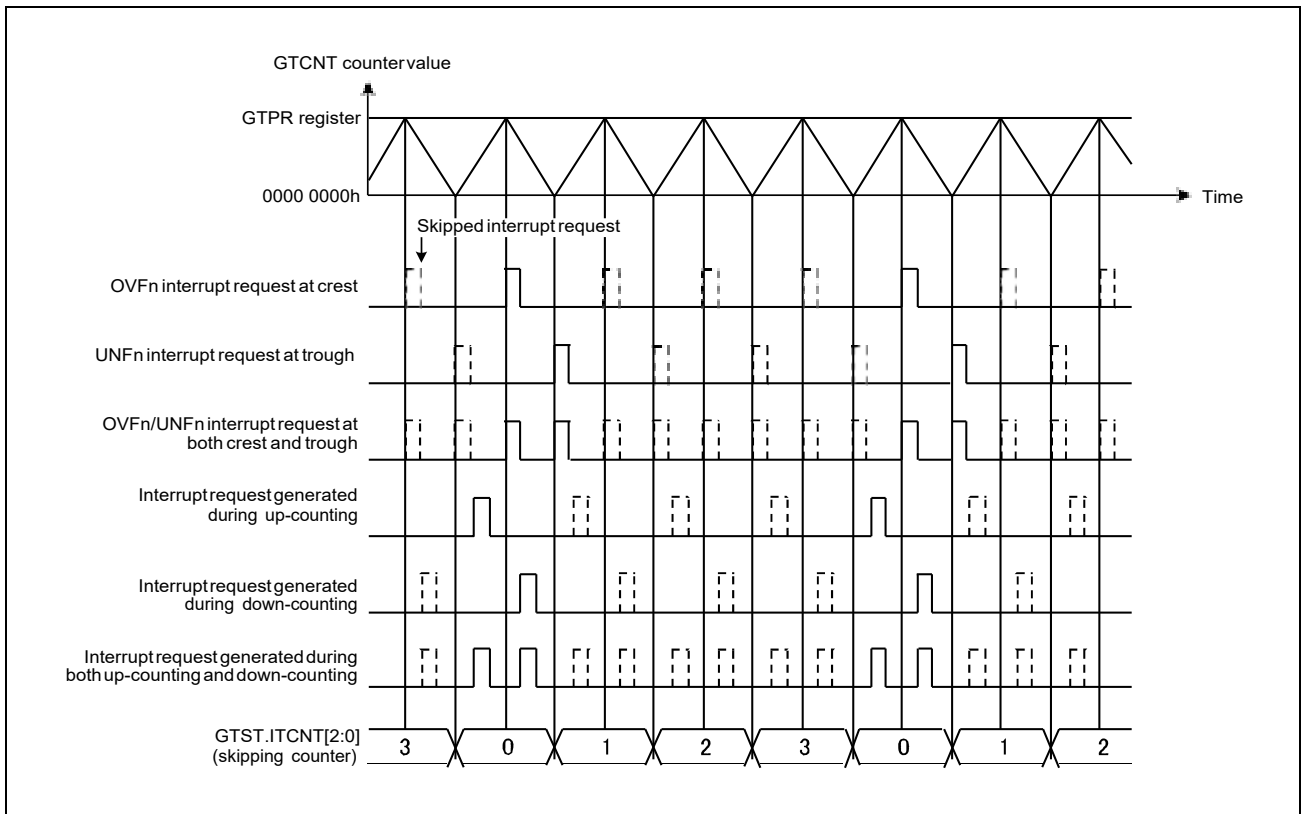 GTCNT counter value
GTPR register
0000 0000h
Time
Skipped interrupt request
OVFn interrupt request at crest
UNFn interrupt request at trough
OVFn/UNFn interrupt request at
both crest and trough
Interrupt request generated
during up-counting
Interrupt request generated
during down-counting
Interrupt request generated during
both up-counting and down-counting
GTST.ITCNT[2:0]
(skipping counter)
3 0 1 2 3 0 1 2